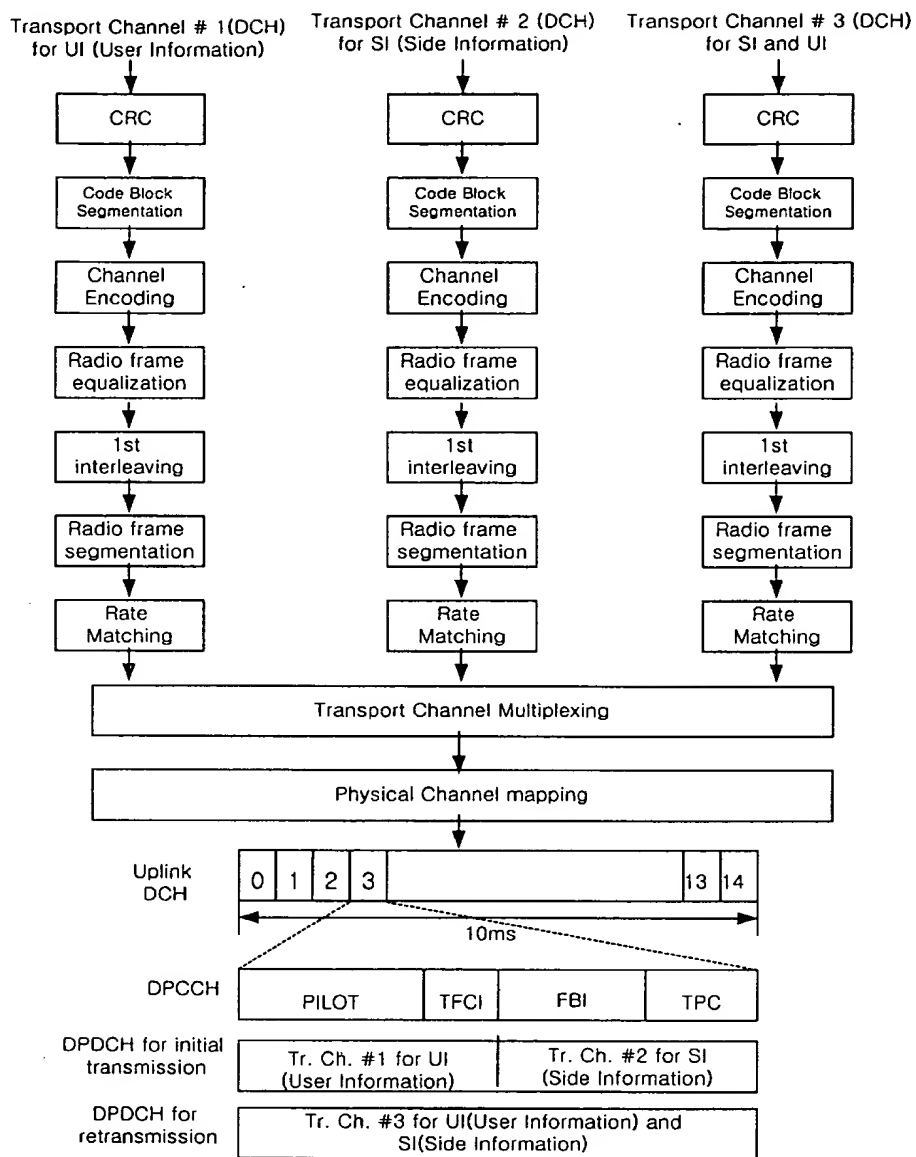 Transport Channel # 1(DCH)
for UI (User Information)
Transport Channel # 2 (DCH)
for SI (Side Information)
Transport Channel # 3 (DCH)
for SI and UI
CRC
CRC
CRC
Code Block
Segmentation
Code Block
Segmentation
Code Block
Segmentation
Channel
Encoding
Channel
Encoding
Channel
Encoding
Radio frame
equalization
Radio frame
equalization
Radio frame
equalization
1st
interleaving
1st
interleaving
1st
interleaving
Radio frame
segmentation
Radio frame
segmentation
Radio frame
segmentation
Rate
Matching
Rate
Matching
Rate
Matching
Transport Channel Multiplexing
Physical Channel mapping
Uplink
DCH
0 1 2 3 13 14
10ms
DPCCH
PILOT TFCI FBI TPC
DPDCH for initial
transmission
Tr. Ch. #1 for UI
(User Information)
Tr. Ch. #2 for SI
(Side Information)
DPDCH for
retransmission
Tr. Ch. #3 for UI(User Information) and
SI(Side Information)